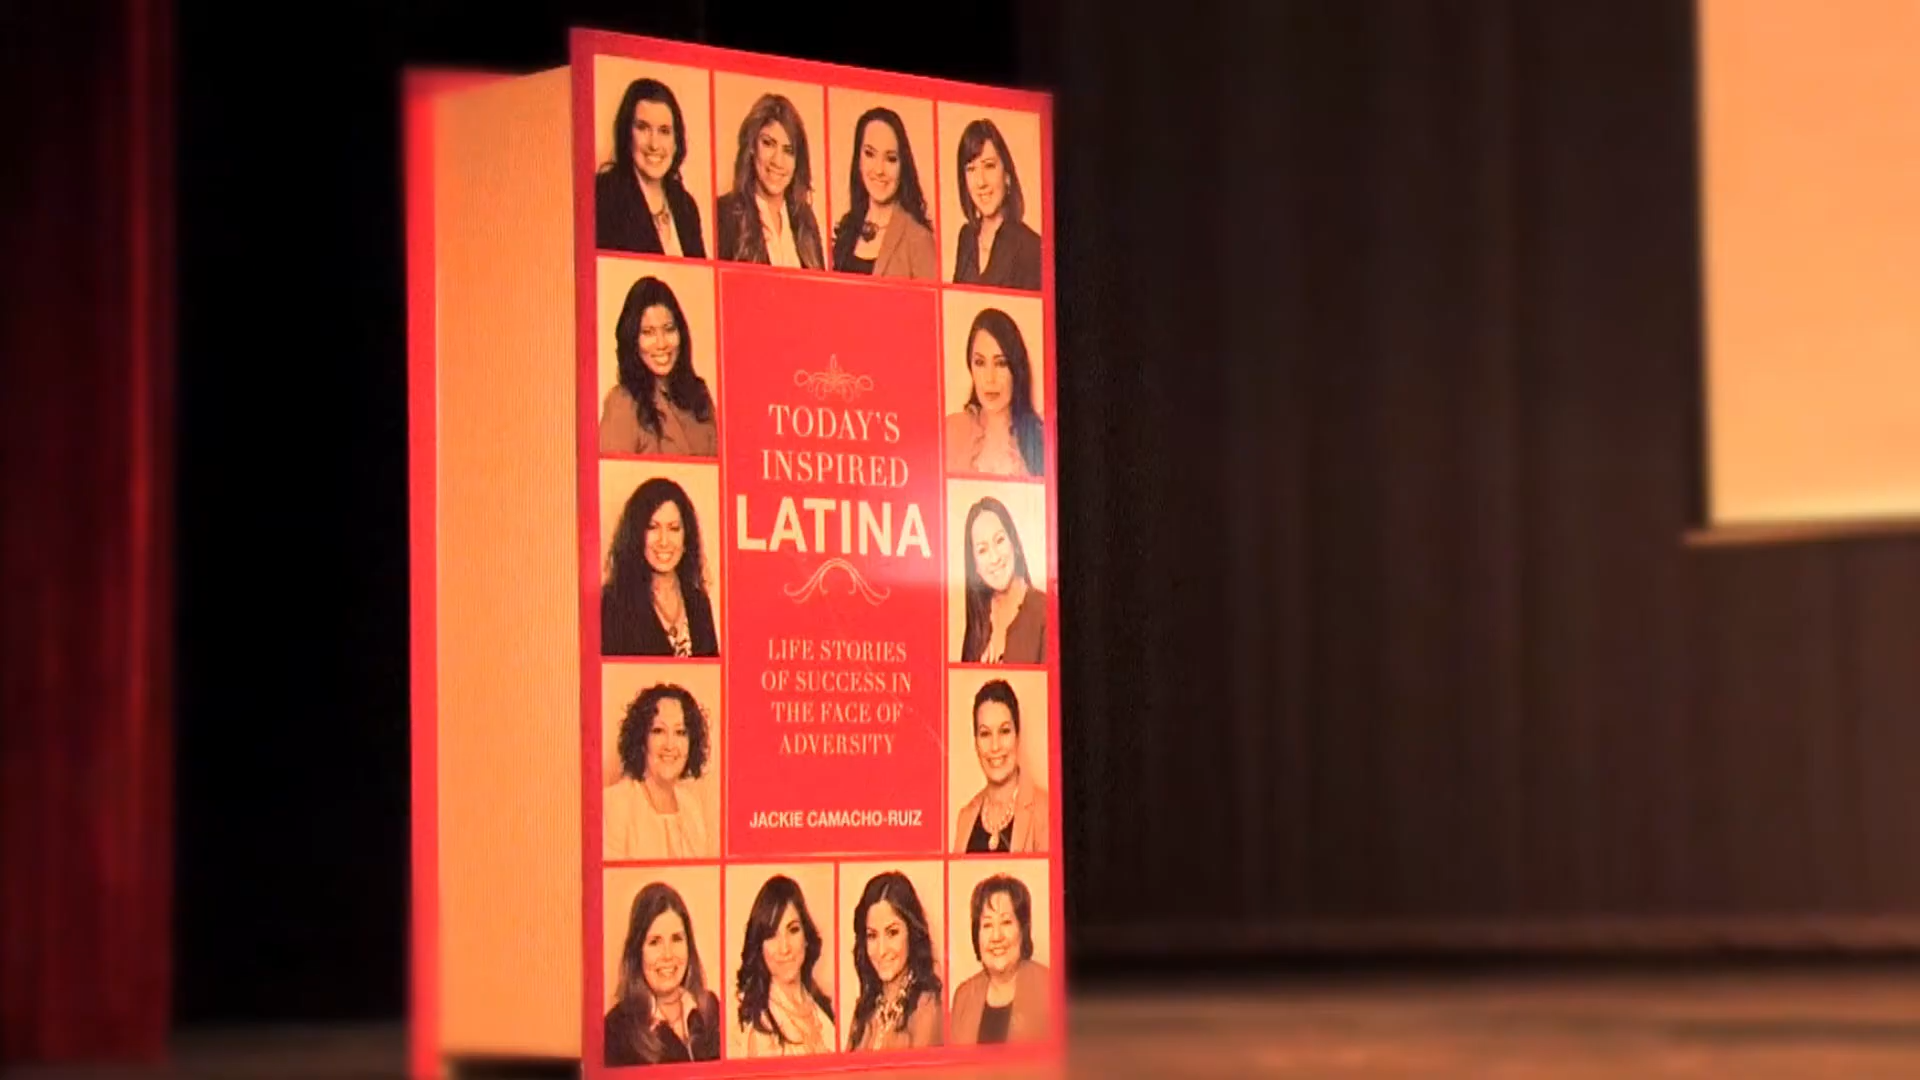 TODAY'S
INSPIRED
LATINA
LIFE STORIES
OF SUCCESS IN
THE FACE OF
ADVERSITY
JACKIE CAMACHO-RUIZ